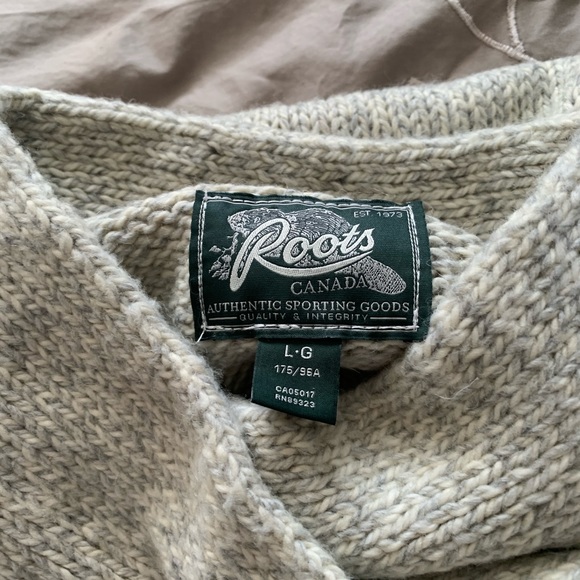 EST. 1973
Roots
CANADA
AUTHENTIC SPORTING GOODS
QUALITY & INTEGRITY
L·G
175/96A
CA05017
RN89323